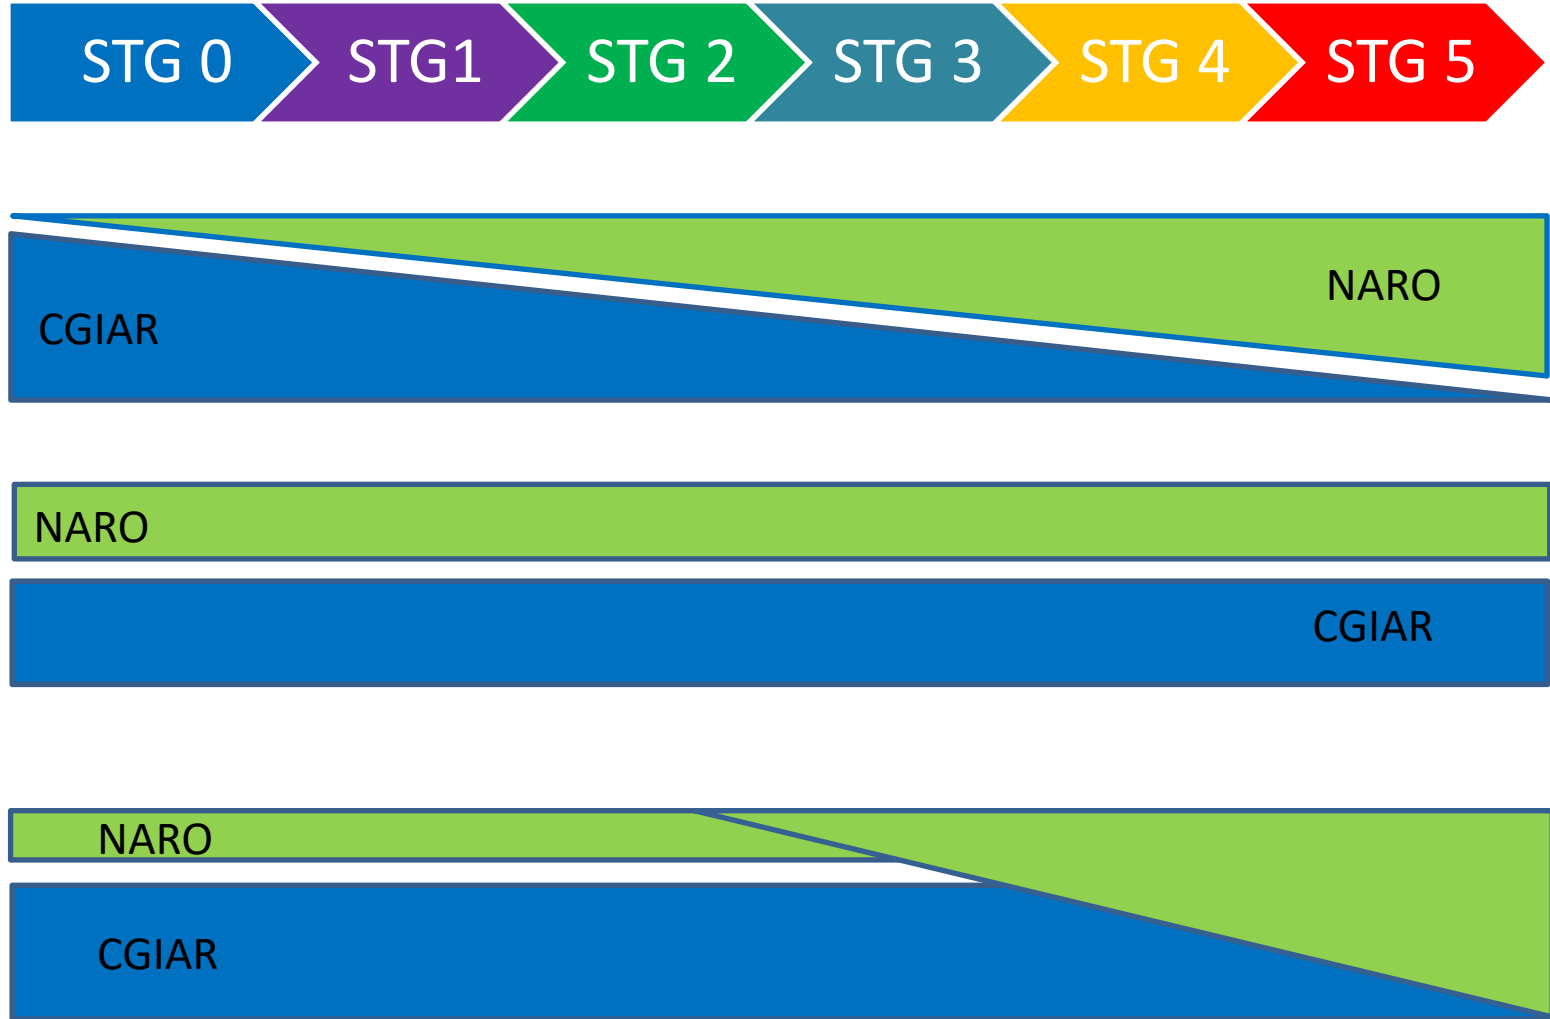 STG 0 STG1 STG 2 STG 3 STG 4 STG 5
NARO
CGIAR
NARO
CGIAR
NARO
CGIAR